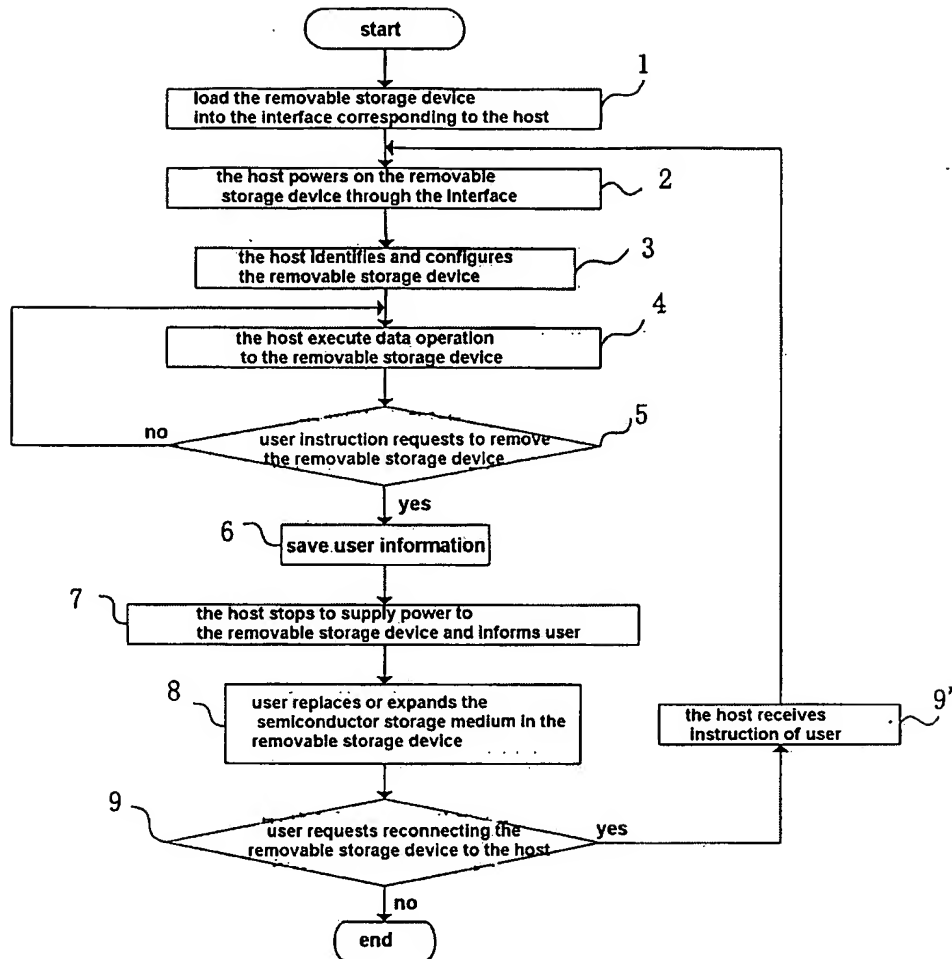 start
1
load the removable storage device
into the interface corresponding to the host
the host powers on the removable
storage device through the interface
2
the host identifies and configures
the removable storage device
3
4
the host execute data operation
to the removable storage device
5
no
user instruction requests to remove
the removable storage device
yes
6
save user information
7
the host stops to supply power to
the removable storage device and informs user
8
user replaces or expands the
semiconductor storage medium in the
removable storage device
the host receives
instruction of user
9'
9
user requests reconnecting the
removable storage device to the host
yes
no
end